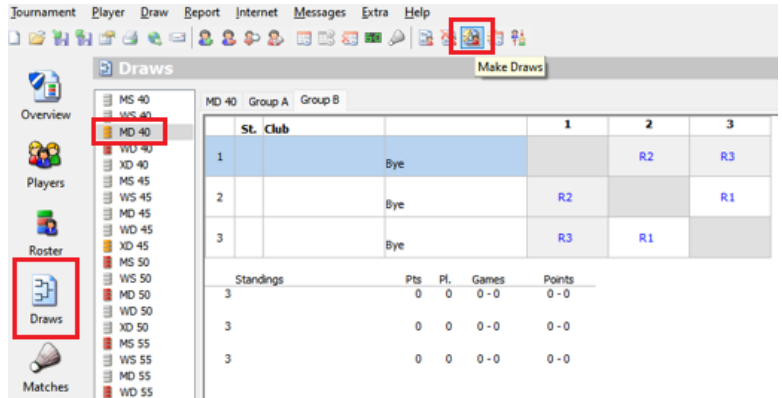 Tournament Player Draw Report Internet Messages Extra Help
Make Draws
Draws
Overview
Players
Roster
Draws
Matches
MS 40
WS 40
MD 40
WD 40
XD 40
MS 45
WS 45
MD 45
WD 45
XD 45
MS 50
WS 50
MD 50
WD 50
XD 50
MS 55
WS 55
MD 55
WD 55
MD 40 Group A Group B
St. Club 1 2 3
1 Bye R2 R3
2 Bye R2 R1
3 Bye R3 R1
Standings Pts Pl. Games Points
3 0 0 0 - 0 0 - 0
3 0 0 0 - 0 0 - 0
3 0 0 0 - 0 0 - 0